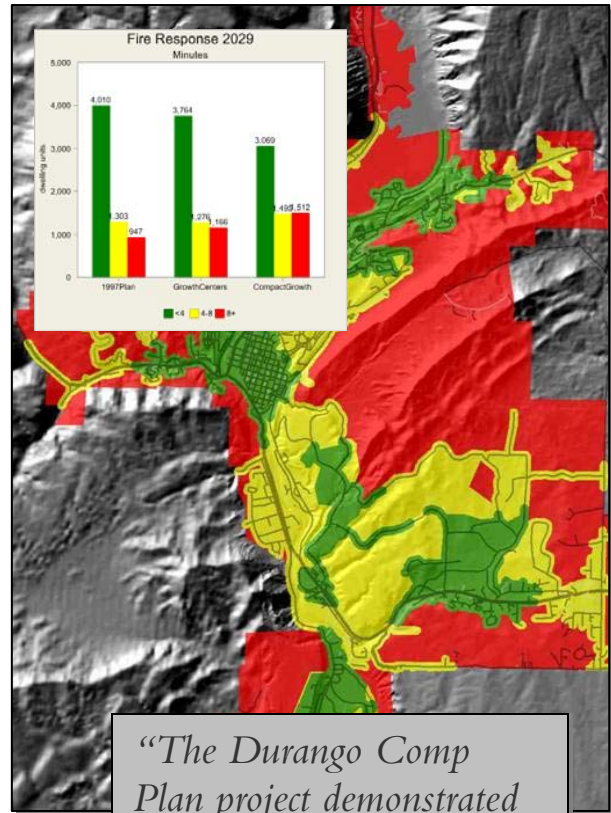 Fire Response 2029
Minutes
5,000
4,000
3,000
2,000
1,000
0
dwelling units
4,010
1,303
947
3,764
1,276
1,166
3,069
1,495
1,512
1997Plan
GrowthCenters
CompactGrowth
<4
4-8
8+
“The Durango Comp
Plan project demonstrated